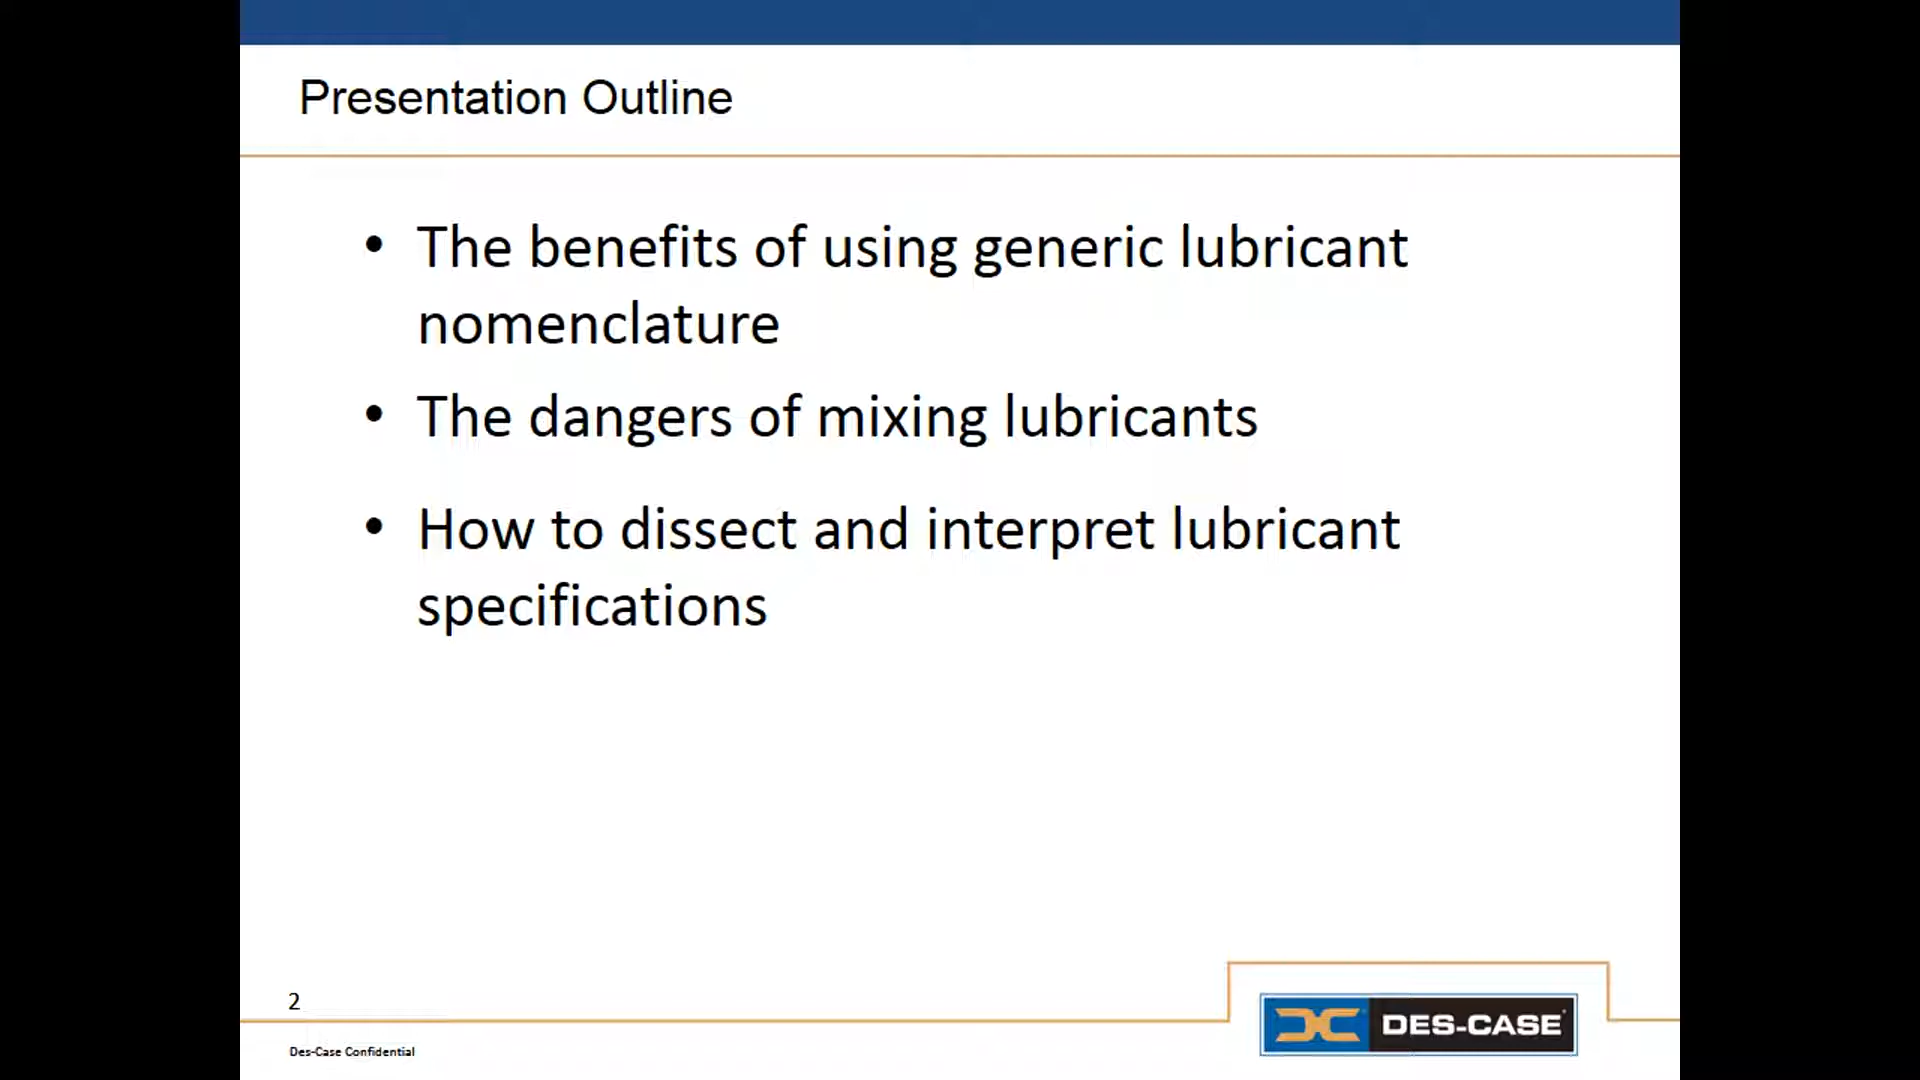 Presentation Outline
• The benefits of using generic lubricant
nomenclature
• The dangers of mixing lubricants
• How to dissect and interpret lubricant
specifications
2
Des-Case Confidential
DES-CASE